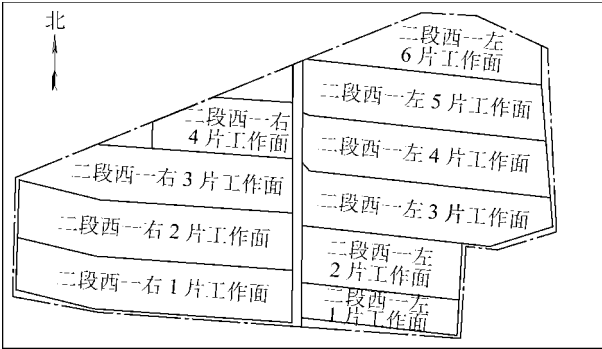 北
二段西一左
6 片工作面
二段西一左 5 片工作面
二段西一右
4 片工作面
二段西一左 4 片工作面
二段西一右 3 片工作面
二段西一左 3 片工作面
二段西一右 2 片工作面
二段西一左
2 片工作面
二段西一右 1 片工作面
二段西一左
1 片工作面